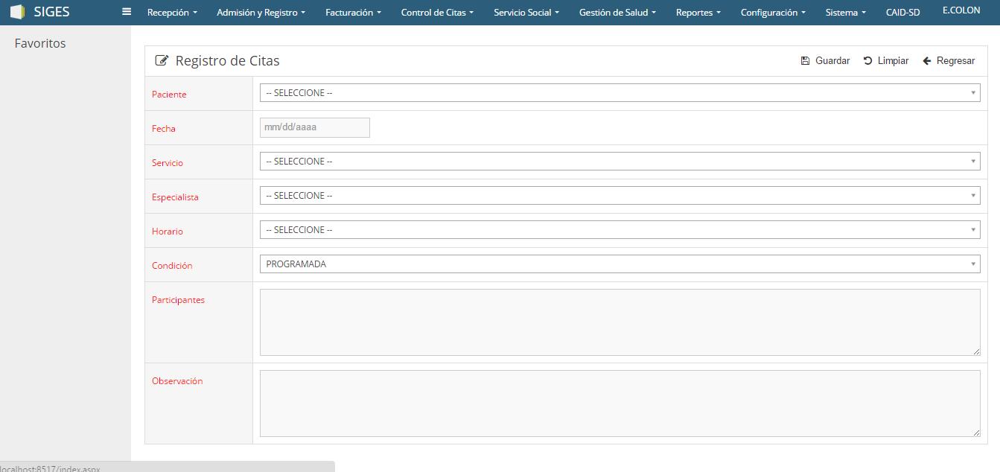 SIGES Recepción Admisión y Registro Facturación Control de Citas Servicio Social Gestión de Salud Reportes Configuración Sistema CAID-SD E.COLON
Favoritos
Registro de Citas Guardar Limpiar Regresar
Paciente -- SELECCIONE --
Fecha mm/dd/aaaa
Servicio -- SELECCIONE --
Especialista -- SELECCIONE --
Horario -- SELECCIONE --
Condición PROGRAMADA
Participantes
Observación
localhost:8517/index.aspx